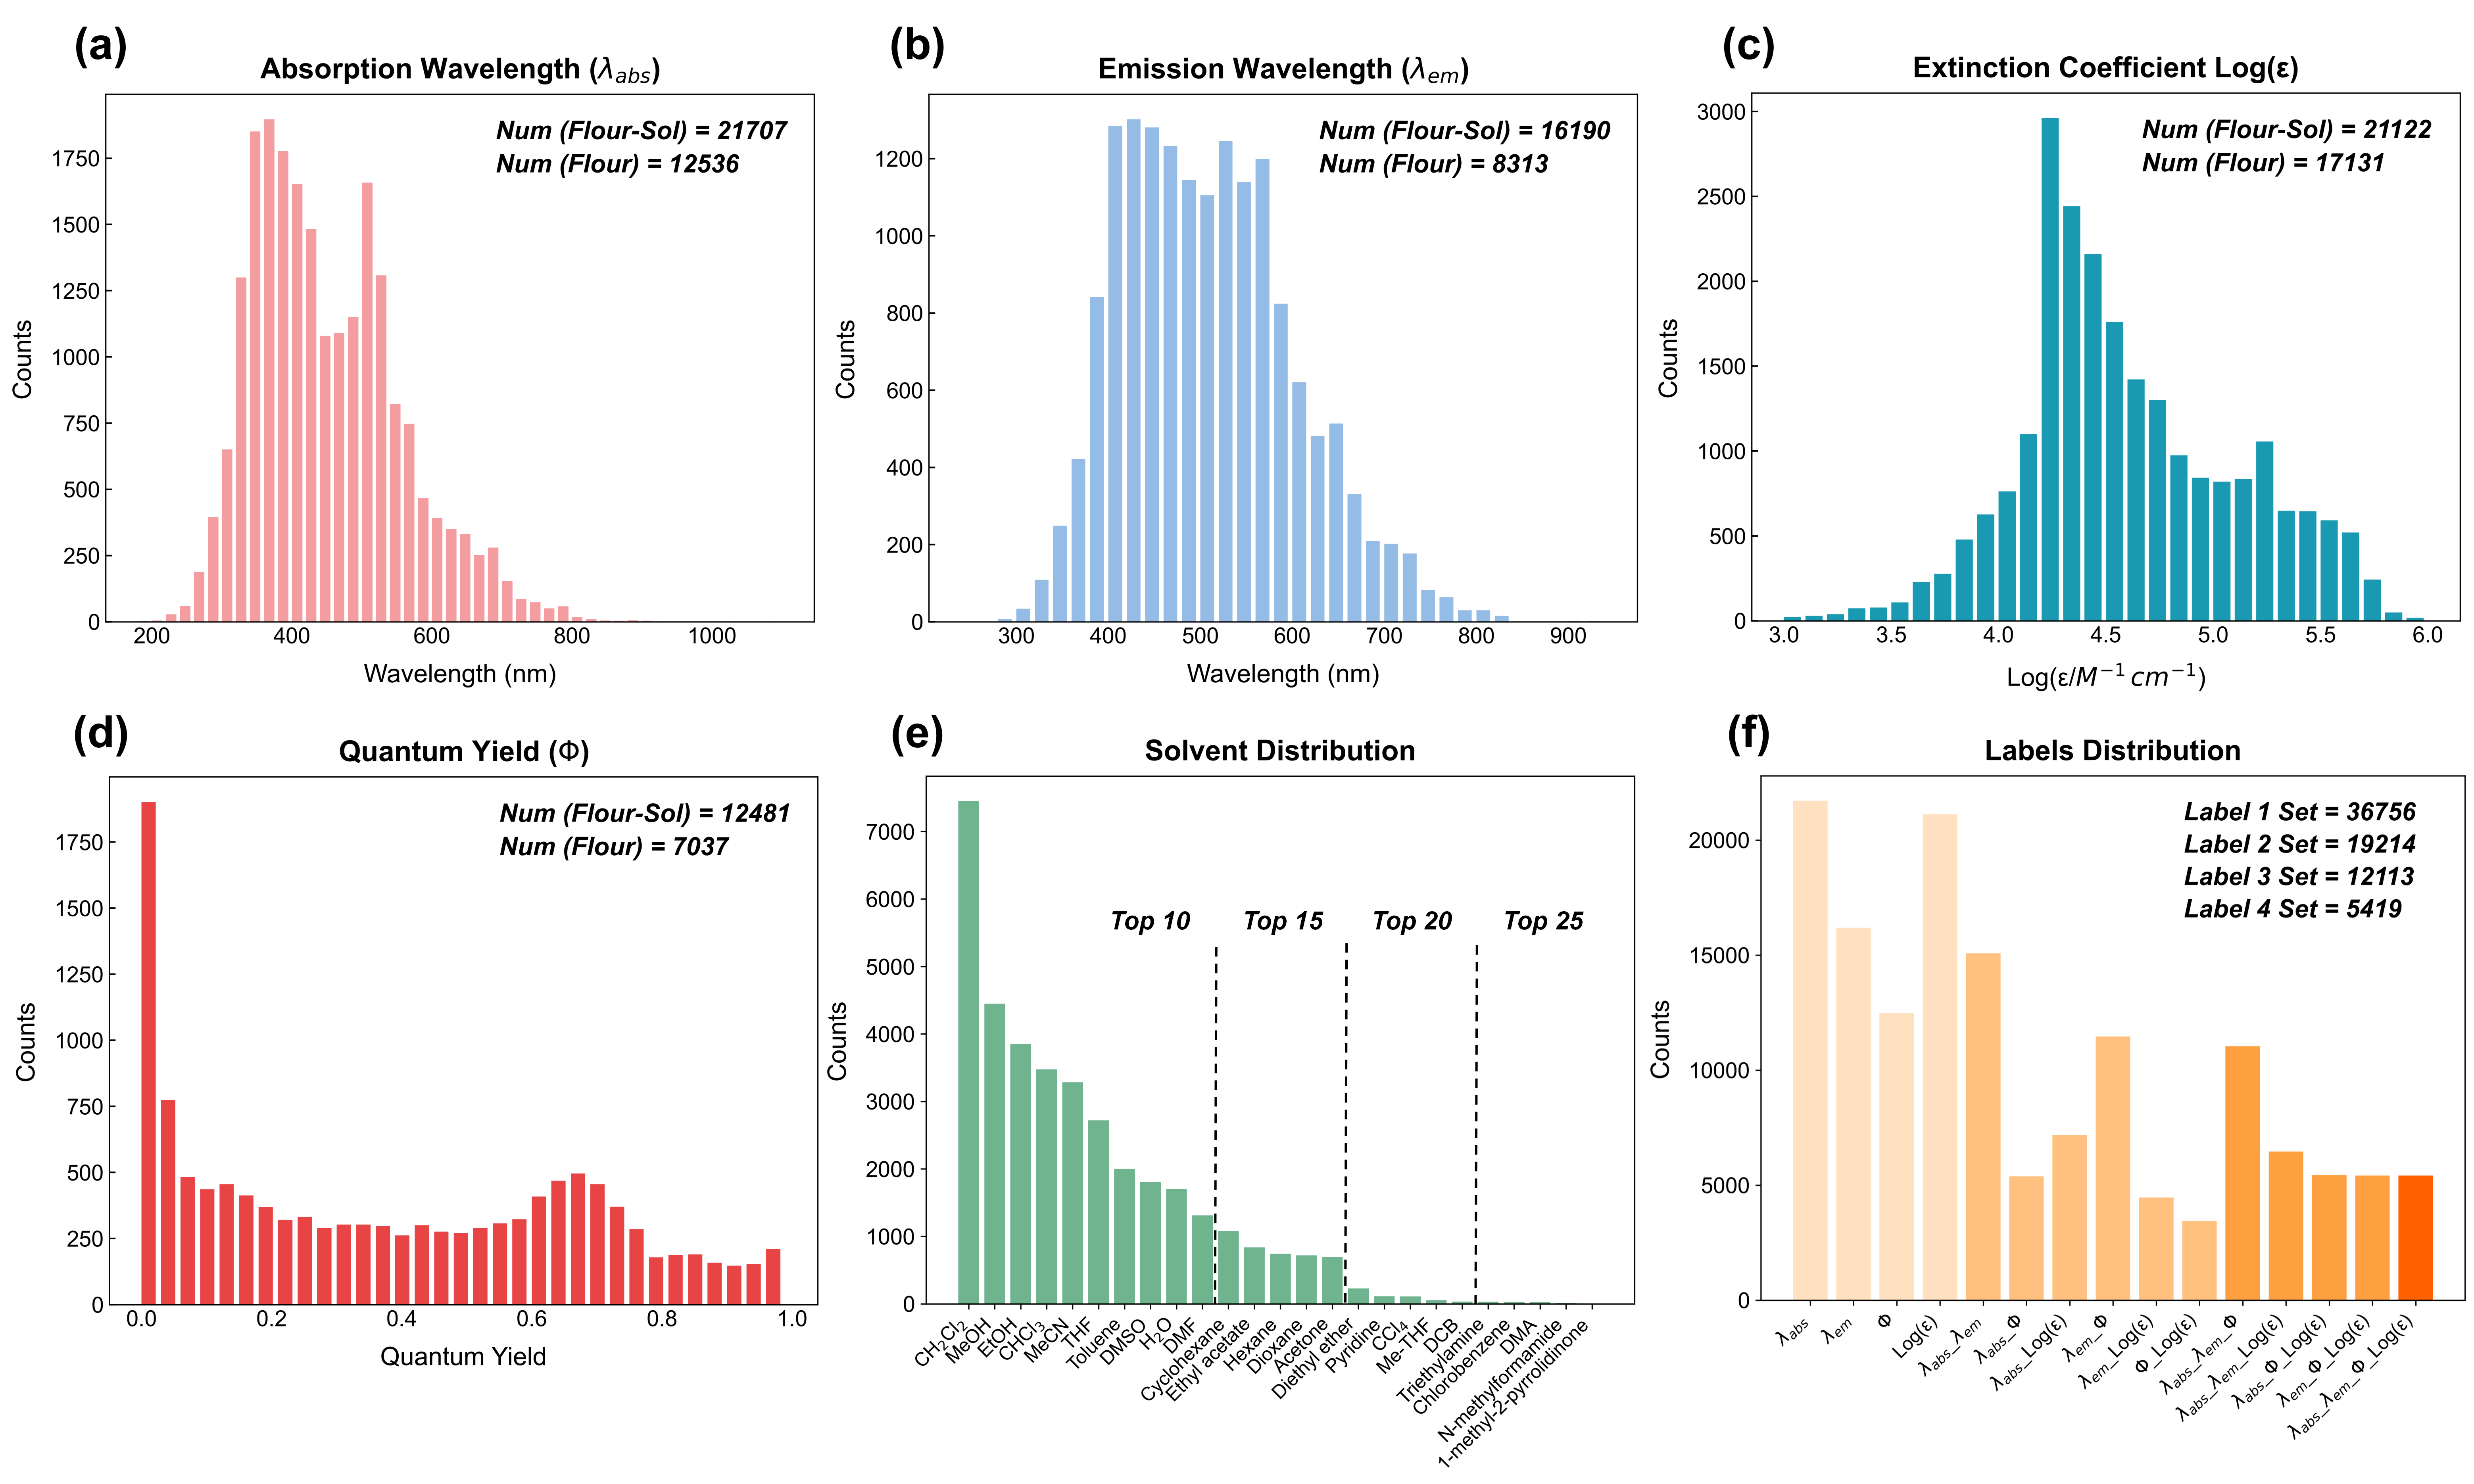 (a)
Absorption Wavelength (λabs)
Num (Flour-Sol) = 21707
Num (Flour) = 12536
Counts
1750
1500
1250
1000
750
500
250
0
200 400 600 800 1000
Wavelength (nm)
(b)
Emission Wavelength (λem)
Num (Flour-Sol) = 16190
Num (Flour) = 8313
Counts
1200
1000
800
600
400
200
0
300 400 500 600 700 800 900
Wavelength (nm)
(c)
Extinction Coefficient Log(ε)
Num (Flour-Sol) = 21122
Num (Flour) = 17131
Counts
3000
2500
2000
1500
1000
500
0
3.0 3.5 4.0 4.5 5.0 5.5 6.0
Log(ε/M⁻¹ cm⁻¹)
(d)
Quantum Yield (Φ)
Num (Flour-Sol) = 12481
Num (Flour) = 7037
Counts
1750
1500
1250
1000
750
500
250
0
0.0 0.2 0.4 0.6 0.8 1.0
Quantum Yield
(e)
Solvent Distribution
Top 10 Top 15 Top 20 Top 25
Counts
7000
6000
5000
4000
3000
2000
1000
0
CH₂Cl₂
MeOH
EtOH
CHCl₃
MeCN
THF
Toluene
DMSO
H₂O
DMF
Cyclohexane
Ethyl acetate
Hexane
Dioxane
Acetone
Diethyl ether
Pyridine
CCl₄
Me-THF
DCB
Triethylamine
Chlorobenzene
DMA
N-methylformamide
1-methyl-2-pyrrolidinone
(f)
Labels Distribution
Label 1 Set = 36756
Label 2 Set = 19214
Label 3 Set = 12113
Label 4 Set = 5419
Counts
20000
15000
10000
5000
0
λabs
λem
Φ
Log(ε)
λabs_λem
λabs_Φ
λabs_Log(ε)
λem_Φ
λem_Log(ε)
Φ_Log(ε)
λabs_λem_Φ
λabs_λem_Log(ε)
λabs_Φ_Log(ε)
λem_Φ_Log(ε)
λabs_λem_Φ_Log(ε)